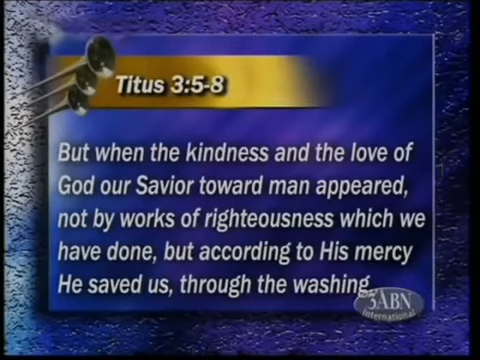 Titus 3:5-8
But when the kindness and the love of
God our Savior toward man appeared,
not by works of righteousness which we
have done, but according to His mercy
He saved us, through the washing
3ABN
International